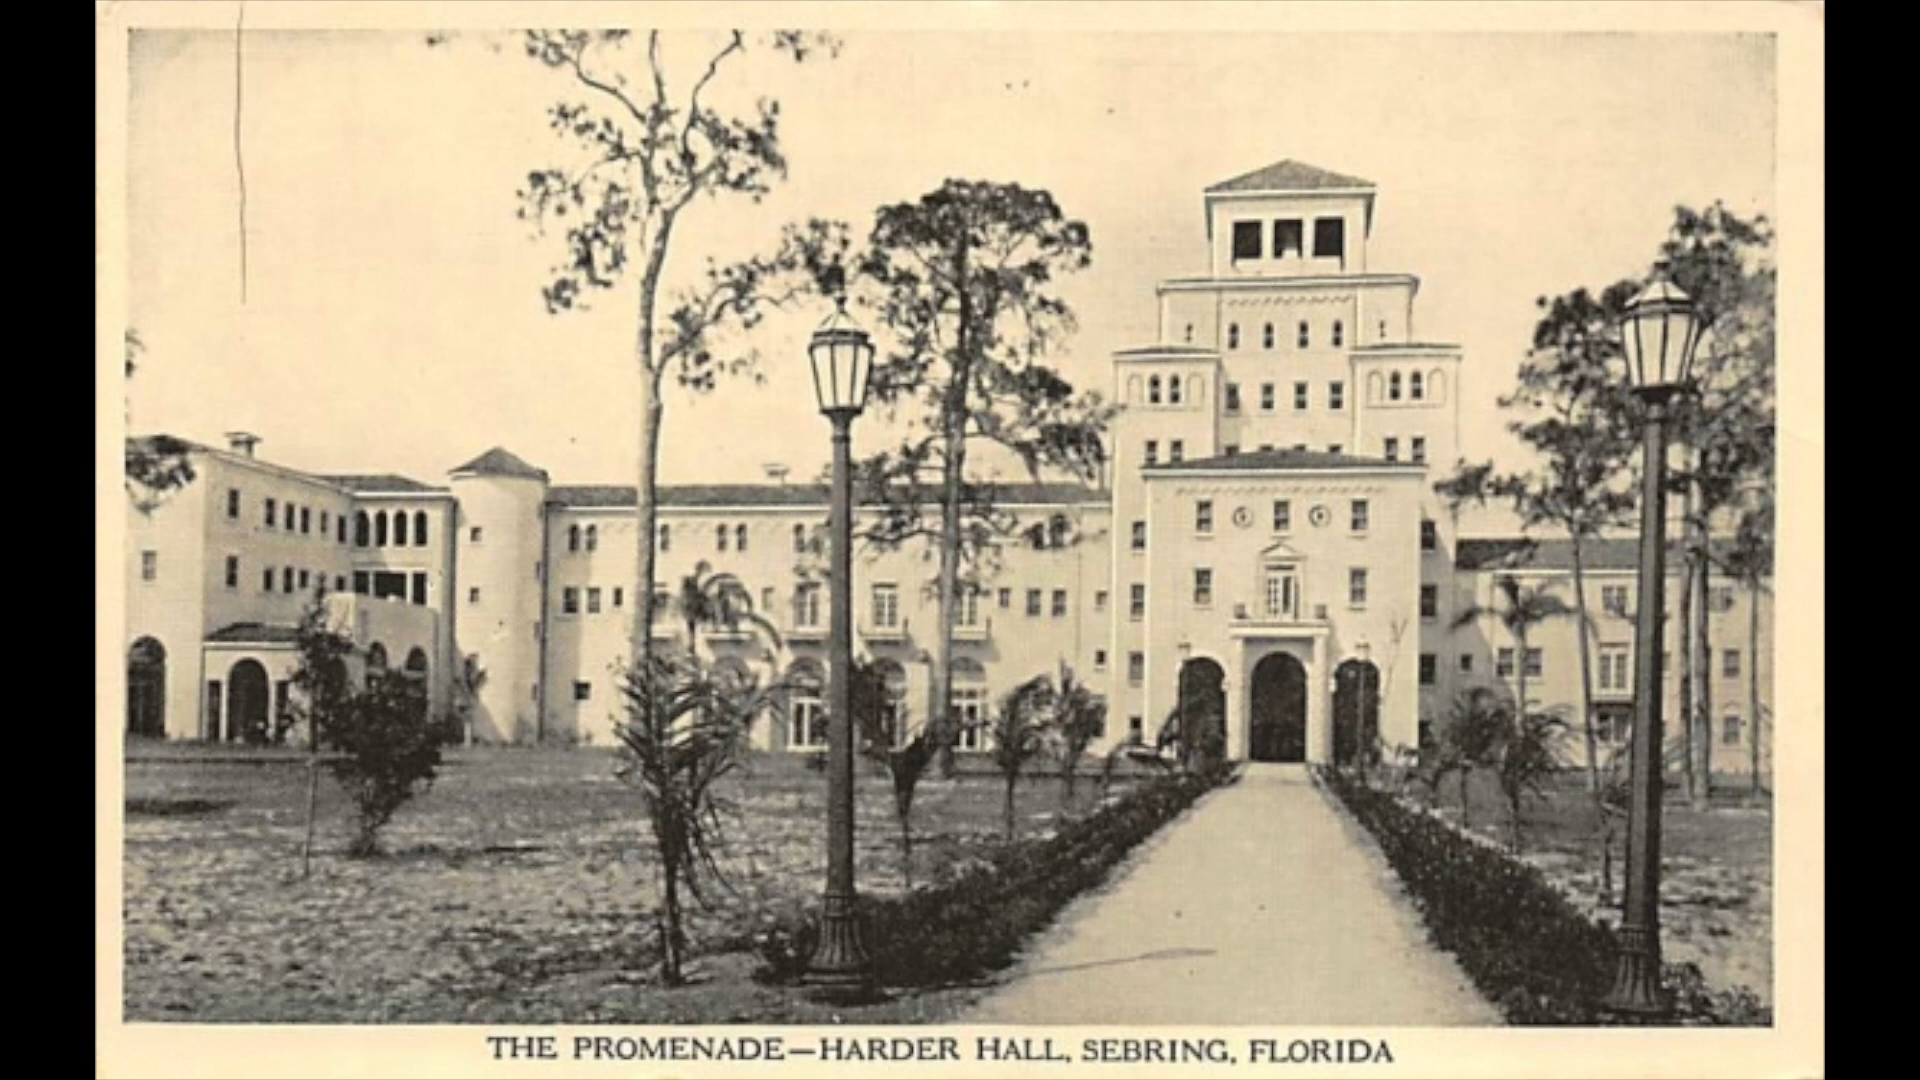 THE PROMENADE—HARDER HALL, SEBRING, FLORIDA